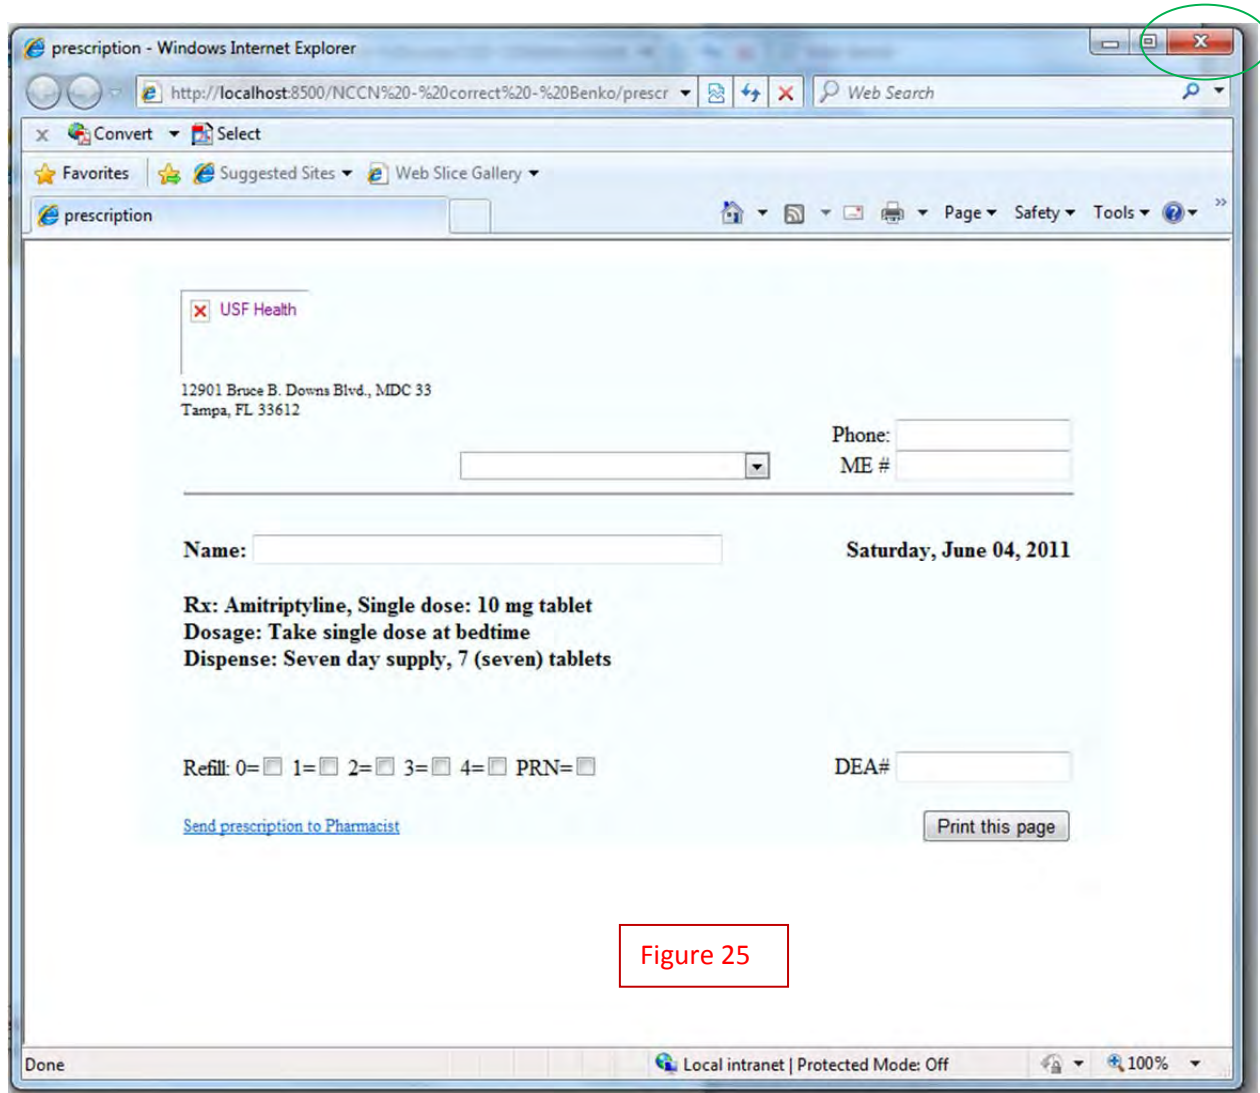 prescription - Windows Internet Explorer
http://localhost:8500/NCCN%20-%20correct%20-%20Benko/prescr
Web Search
x Convert Select
Favorites Suggested Sites Web Slice Gallery
prescription
Page Safety Tools
USF Health
12901 Bruce B. Downs Blvd., MDC 33
Tampa, FL 33612
Phone:
ME #
Name:
Saturday, June 04, 2011
Rx: Amitriptyline, Single dose: 10 mg tablet
Dosage: Take single dose at bedtime
Dispense: Seven day supply, 7 (seven) tablets
Refill: 0= 1= 2= 3= 4= PRN=
DEA#
Send prescription to Pharmacist
Print this page
Figure 25
Done
Local intranet | Protected Mode: Off
100%